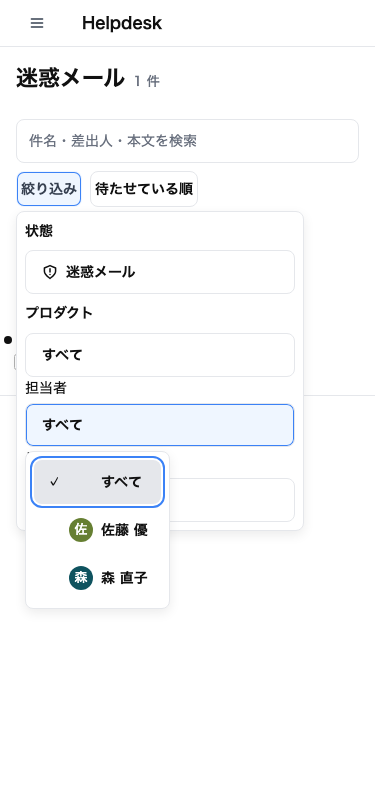 Helpdesk
迷惑メール 1 件
件名・差出人・本文を検索
絞り込み 待たせている順
状態
迷惑メール
プロダクト
すべて
担当者
すべて
✓ すべて
佐 佐藤 優
森 森 直子